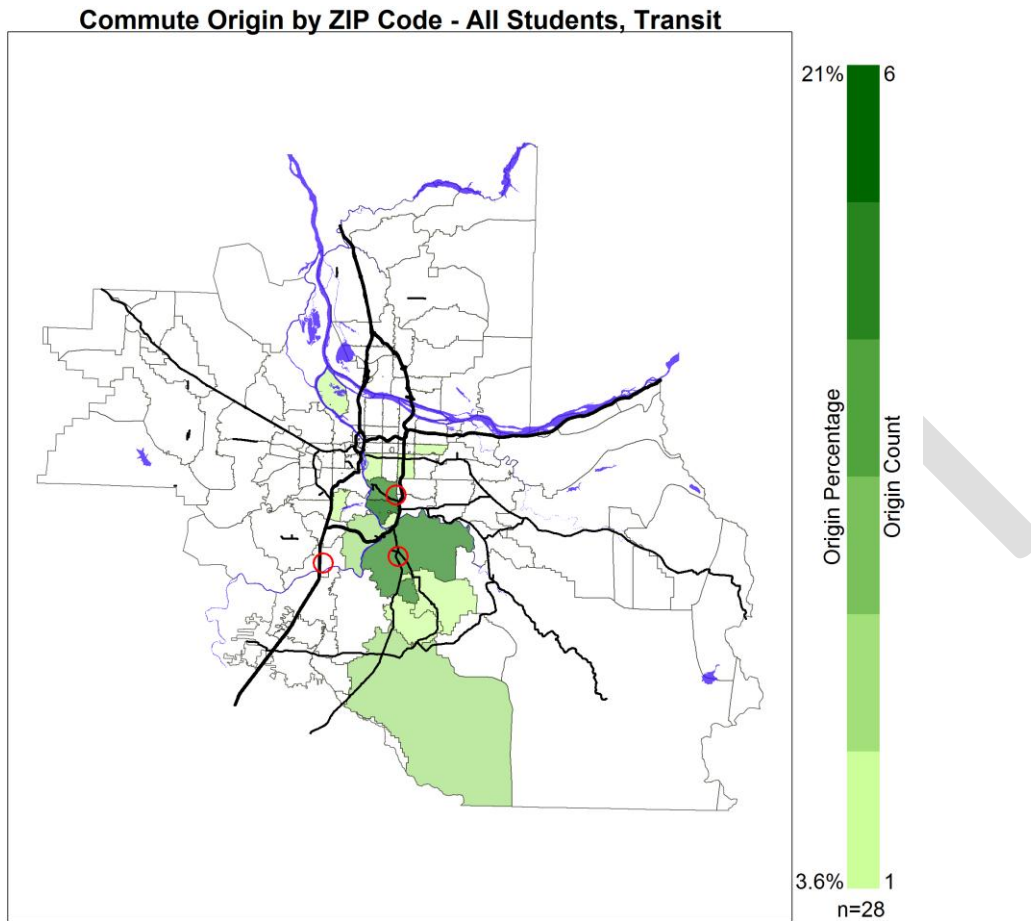 Commute Origin by ZIP Code - All Students, Transit
21% 6
Origin Percentage
Origin Count
3.6% 1
n=28